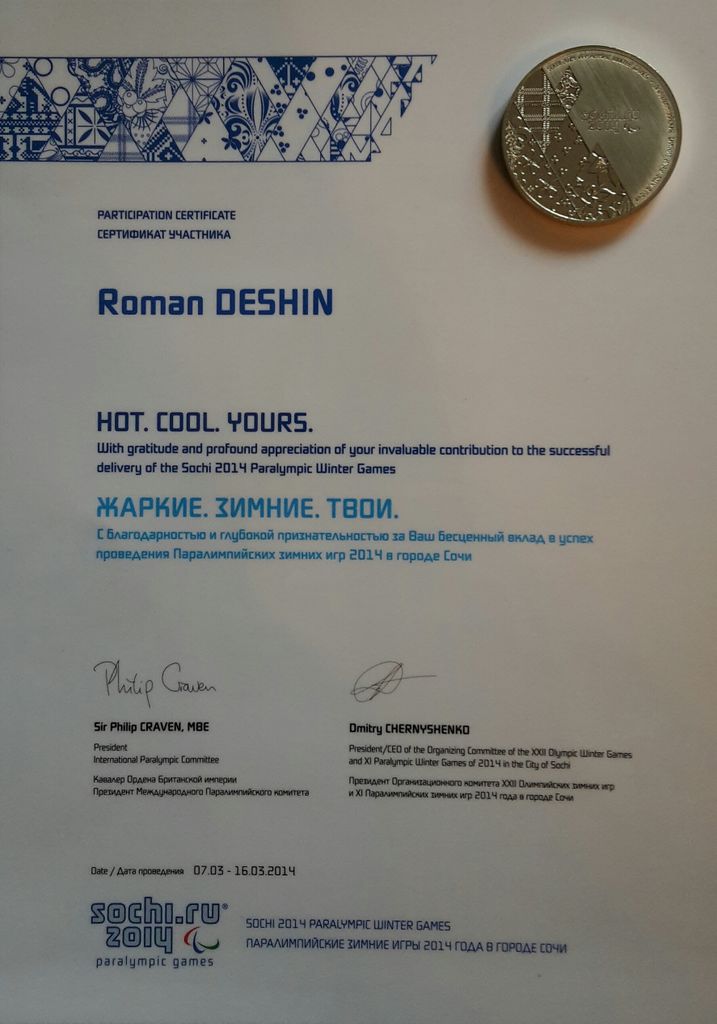 PARTICIPATION CERTIFICATE
СЕРТИФИКАТ УЧАСТНИКА
Roman DESHIN
HOT. COOL. YOURS.
With gratitude and profound appreciation of your invaluable contribution to the successful
delivery of the Sochi 2014 Paralympic Winter Games
ЖАРКИЕ. ЗИМНИЕ. ТВОИ.
С благодарностью и глубокой признательностью за Ваш бесценный вклад в успех
проведения Паралимпийских зимних игр 2014 в городе Сочи
Philip Craven
Sir Philip CRAVEN, MBE
President
International Paralympic Committee
Кавалер Ордена Британской империи
Президент Международного Паралимпийского комитета
Dmitry CHERNYSHENKO
President/CEO of the Organizing Committee of the XXII Olympic Winter Games
and XI Paralympic Winter Games of 2014 in the City of Sochi
Президент Организационного комитета XXII Олимпийских зимних игр
и XI Паралимпийских зимних игр 2014 года в городе Сочи
Date / Дата проведения 07.03 - 16.03.2014
sochi.ru®
2014
paralympic games
SOCHI 2014 PARALYMPIC WINTER GAMES
ПАРАЛИМПИЙСКИЕ ЗИМНИЕ ИГРЫ 2014 ГОДА В ГОРОДЕ СОЧИ